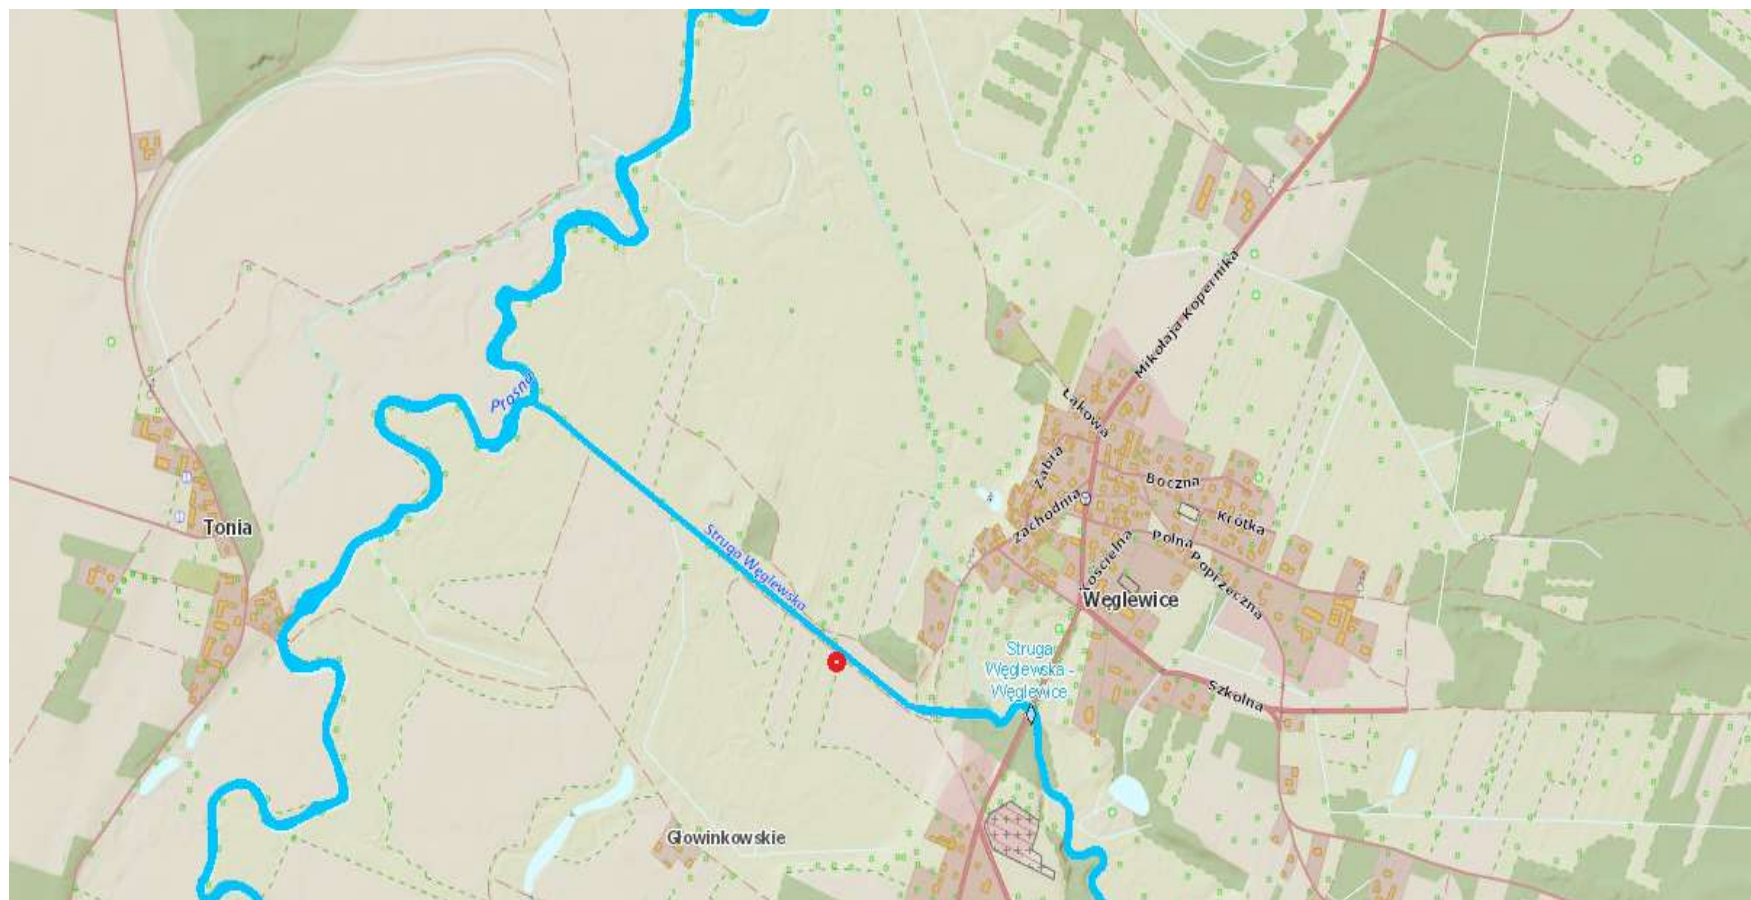 Mikołaja Kopernika
Prosna
Łąkowa
Żabia
Boczna
Zachodnia
Krótka
Tonia
Struga Węglewska
Polna
Kościelna
Poprzeczna
Węglewice
Struga
Węglewska -
Węglewice
Szkolna
Głowinkowskie